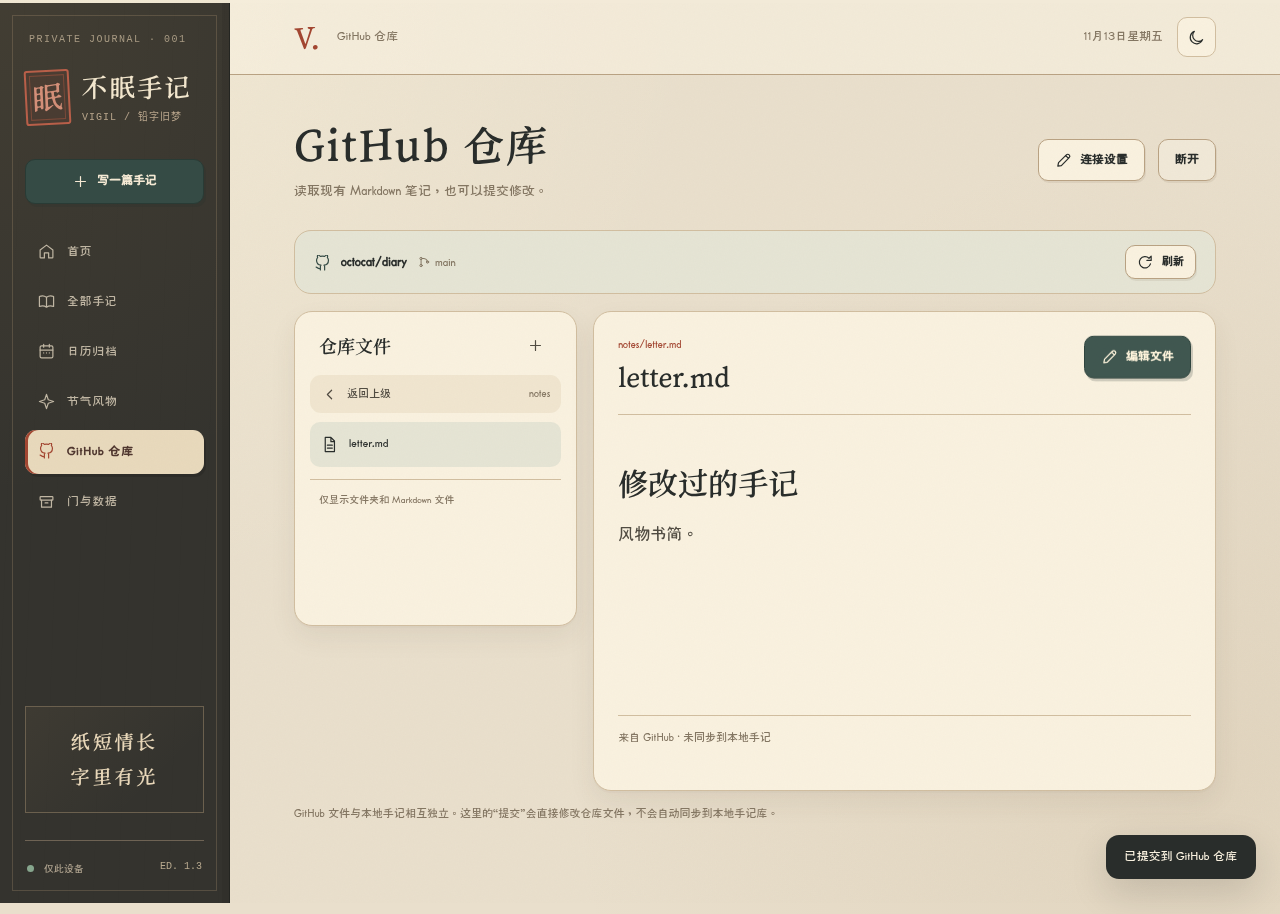 PRIVATE JOURNAL · 001
眠
不眠手记
VIGIL / 铅字旧梦
写一篇手记
首页
全部手记
日历归档
节气风物
GitHub 仓库
门与数据
纸短情长
字里有光
仅此设备
ED. 1.3
V.
GitHub 仓库
11月13日星期五
GitHub 仓库
读取现有 Markdown 笔记，也可以提交修改。
连接设置
断开
octocat/diary
main
刷新
仓库文件
返回上级
notes
letter.md
仅显示文件夹和 Markdown 文件
notes/letter.md
letter.md
编辑文件
修改过的手记
风物书简。
来自 GitHub · 未同步到本地手记
GitHub 文件与本地手记相互独立。这里的“提交”会直接修改仓库文件，不会自动同步到本地手记库。
已提交到 GitHub 仓库